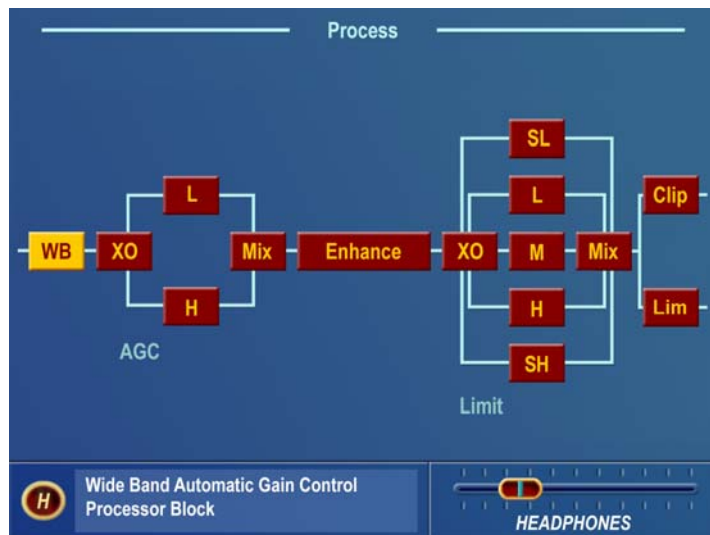 Process
SL
L
L
Clip
WB
XO
Mix
Enhance
XO
M
Mix
H
H
Lim
AGC
SH
Limit
H
Wide Band Automatic Gain Control
Processor Block
HEADPHONES